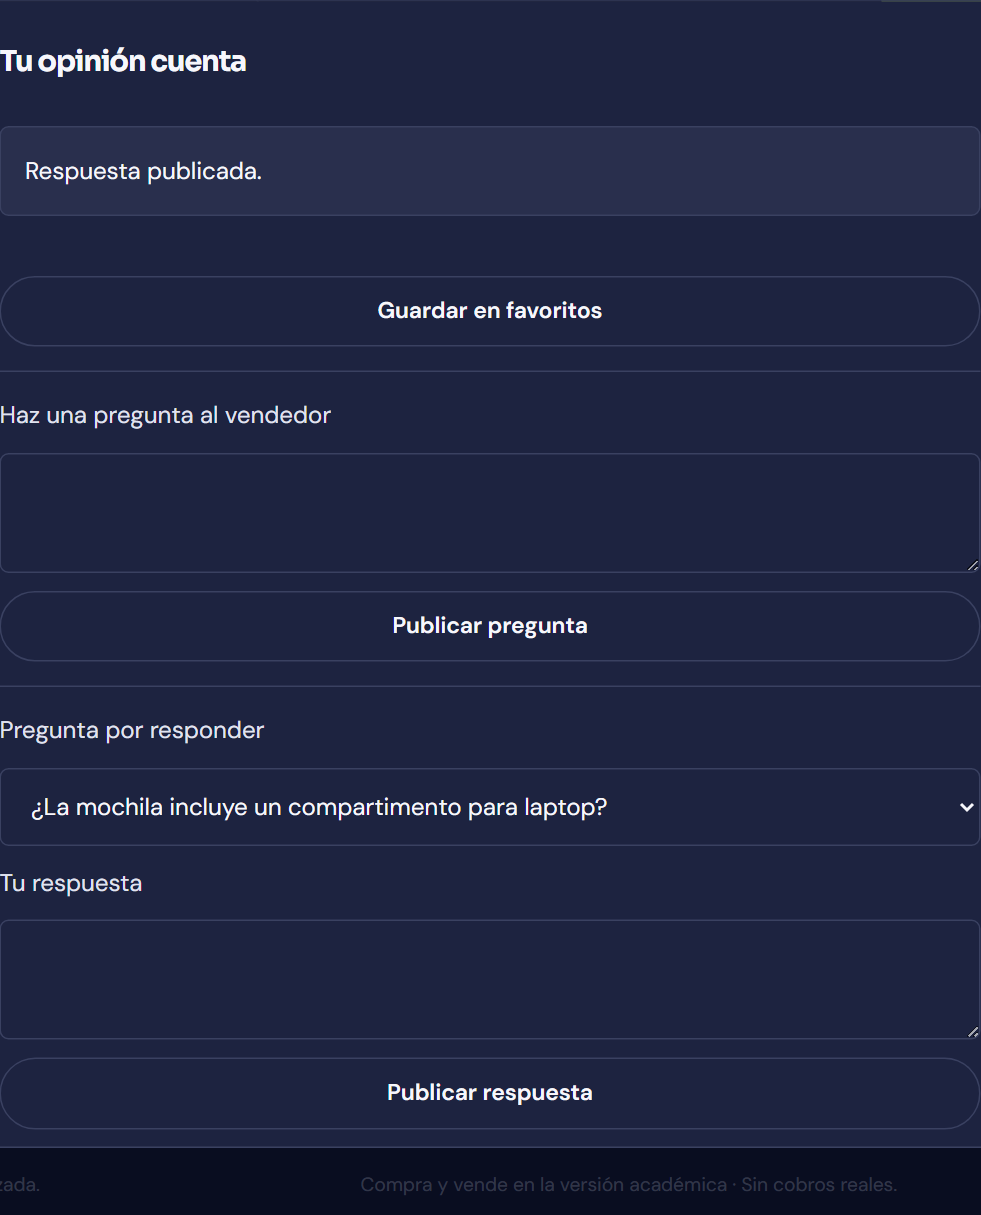 Tu opinión cuenta
Respuesta publicada.
Guardar en favoritos
Haz una pregunta al vendedor
Publicar pregunta
Pregunta por responder
¿La mochila incluye un compartimento para laptop?
Tu respuesta
Publicar respuesta
Compra y vende en la versión académica · Sin cobros reales.